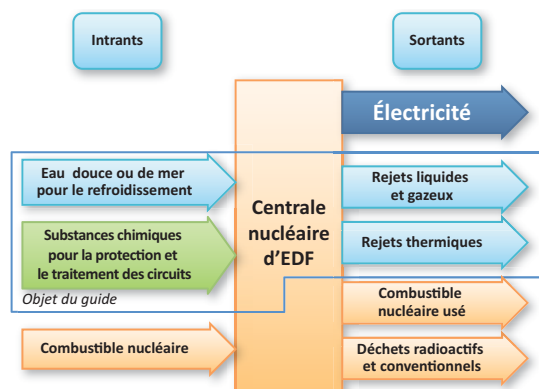 Intrants
Sortants
Électricité
Eau douce ou de mer
pour le refroidissement
Substances chimiques
pour la protection et
le traitement des circuits
Objet du guide
Combustible nucléaire
Centrale
nucléaire
d'EDF
Rejets liquides
et gazeux
Rejets thermiques
Combustible
nucléaire usé
Déchets radioactifs
et conventionnels